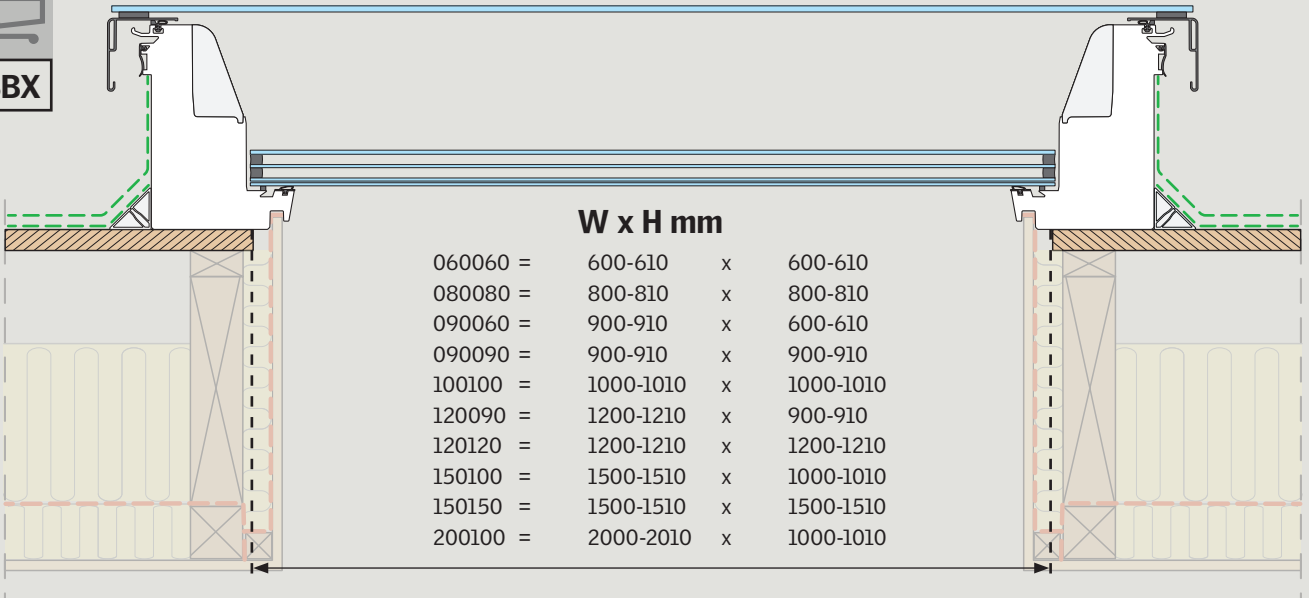 BX
W x H mm
060060 = 600-610 x 600-610
080080 = 800-810 x 800-810
090060 = 900-910 x 600-610
090090 = 900-910 x 900-910
100100 = 1000-1010 x 1000-1010
120090 = 1200-1210 x 900-910
120120 = 1200-1210 x 1200-1210
150100 = 1500-1510 x 1000-1010
150150 = 1500-1510 x 1500-1510
200100 = 2000-2010 x 1000-1010